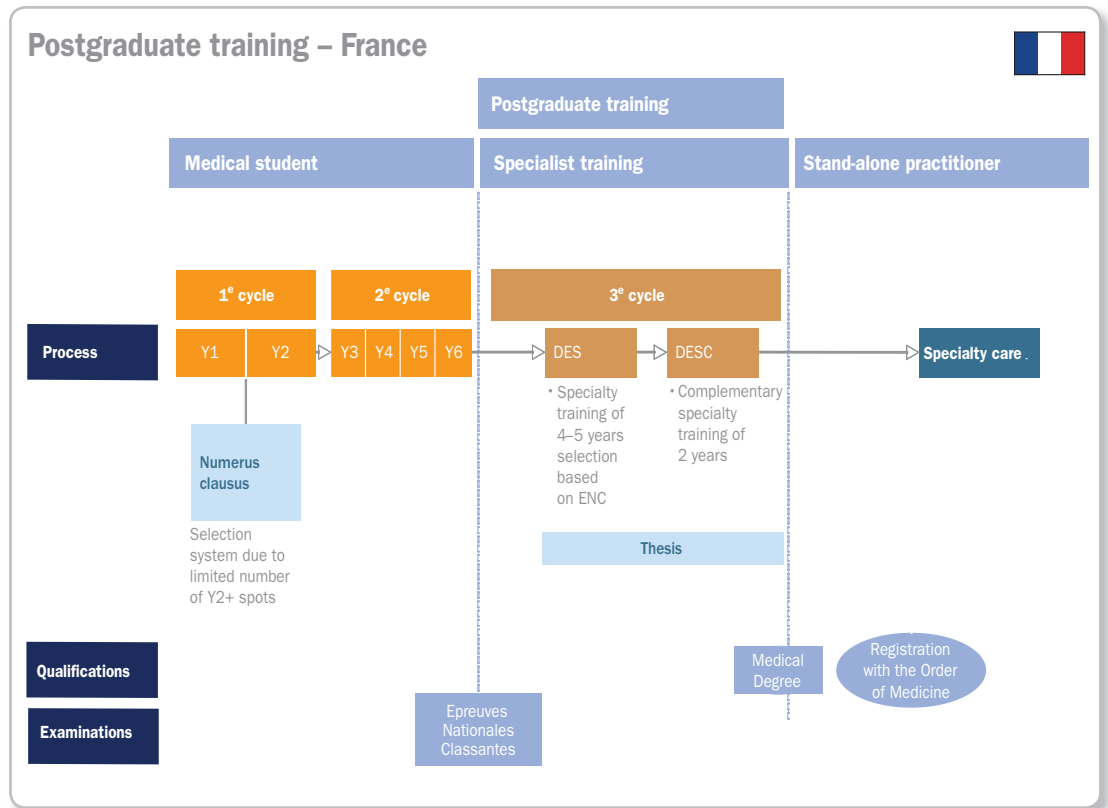 Postgraduate training – France
Postgraduate training
Medical student
Specialist training
Stand-alone practitioner
1e cycle
2e cycle
3e cycle
Process
Y1
Y2
Y3
Y4
Y5
Y6
DES
DESC
Specialty care .
• Specialty
training of
4–5 years
selection
based
on ENC
• Complementary
specialty
training of
2 years
Numerus
clausus
Selection
system due to
limited number
of Y2+ spots
Thesis
Qualifications
Medical
Degree
Registration
with the Order
of Medicine
Examinations
Epreuves
Nationales
Classantes